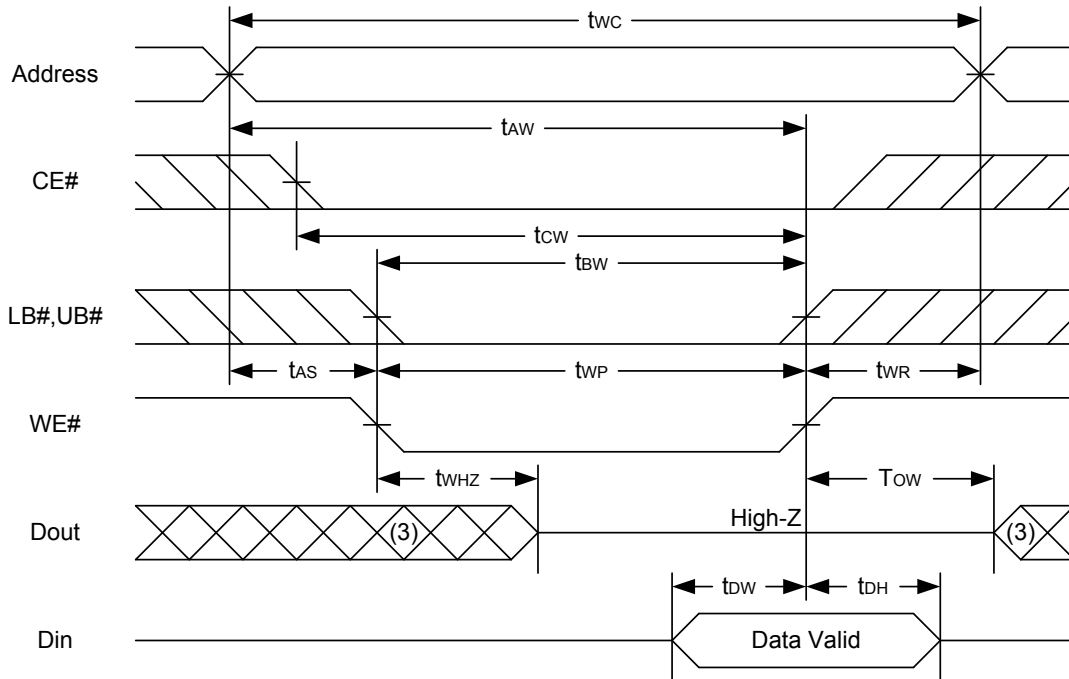 tWC
Address
tAW
CE#
tCW
tBW
LB#,UB#
tAS
tWP
tWR
WE#
tWHZ
TOW
High-Z
Dout
(3)
(3)
tDW
tDH
Din
Data Valid